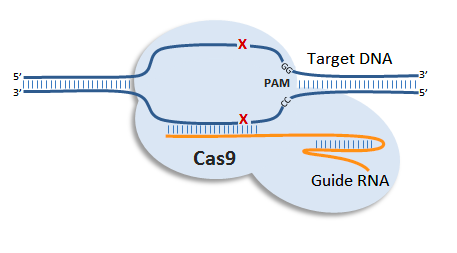 X
GG
Target DNA
5′
3′
PAM
3′
5′
CC
X
Cas9
Guide RNA